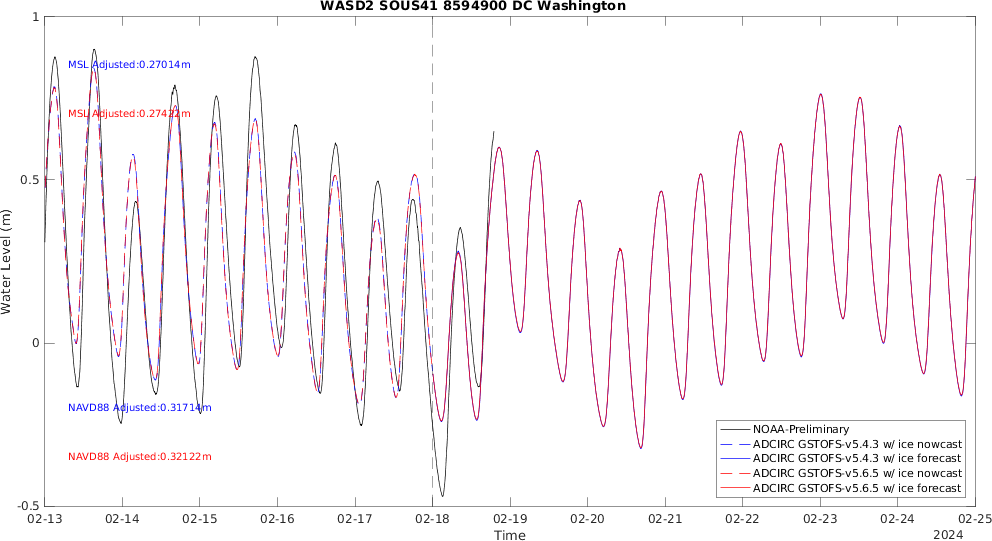 WASD2 SOUS41 8594900 DC Washington
1
0.5
0
-0.5
Water Level (m)
MSL Adjusted:0.27014m
MSL Adjusted:0.27422m
NAVD88 Adjusted:0.31714m
NAVD88 Adjusted:0.32122m
NOAA-Preliminary
ADCIRC GSTOFS-v5.4.3 w/ ice nowcast
ADCIRC GSTOFS-v5.4.3 w/ ice forecast
ADCIRC GSTOFS-v5.6.5 w/ ice nowcast
ADCIRC GSTOFS-v5.6.5 w/ ice forecast
02-13 02-14 02-15 02-16 02-17 02-18 02-19 02-20 02-21 02-22 02-23 02-24 02-25
Time
2024